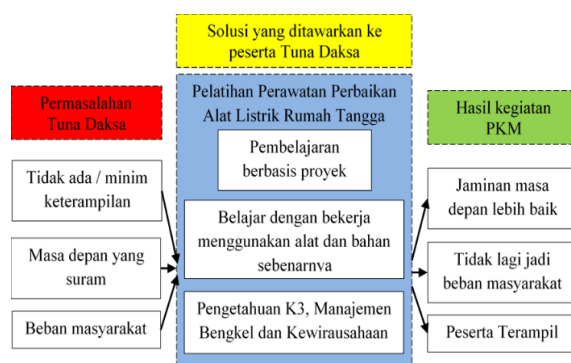 Solusi yang ditawarkan ke
peserta Tuna Daksa
Permasalahan
Tuna Daksa
Tidak ada / minim
keterampilan
Masa depan yang
suram
Beban masyarakat
Pelatihan Perawatan Perbaikan
Alat Listrik Rumah Tangga
Pembelajaran
berbasis proyek
Belajar dengan bekerja
menggunakan alat dan bahan
sebenarnya
Pengetahuan K3, Manajemen
Bengkel dan Kewirausahaan
Hasil kegiatan
PKM
Jaminan masa
depan lebih baik
Tidak lagi jadi
beban masyarakat
Peserta Terampil